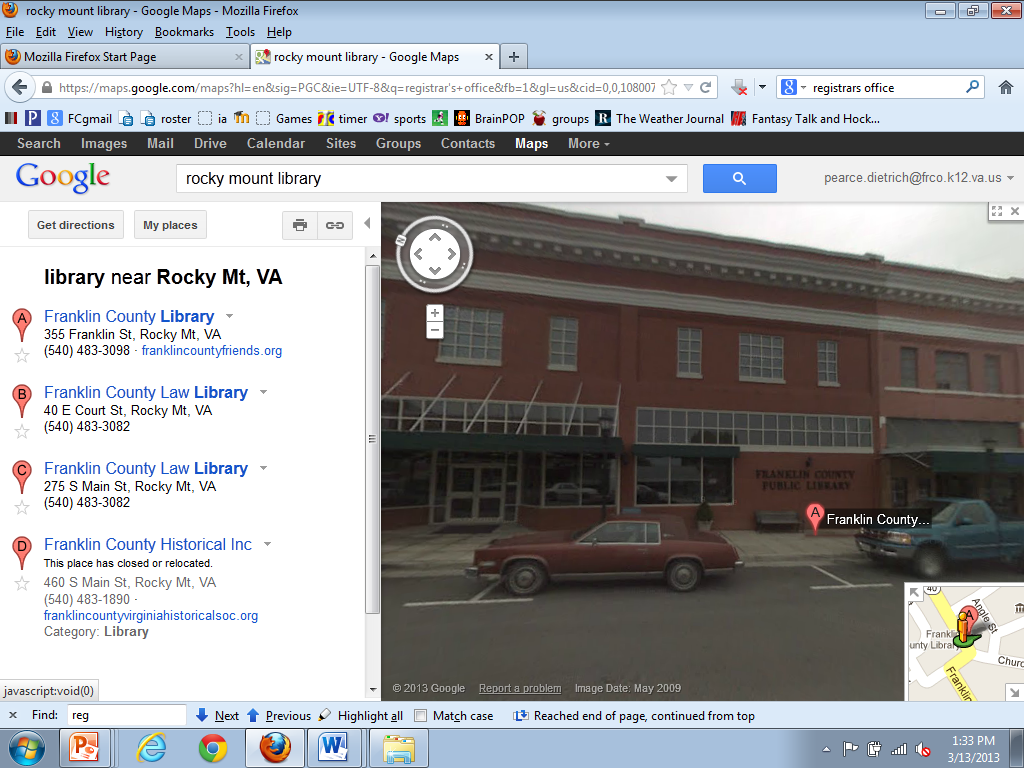 rocky mount library - Google Maps - Mozilla Firefox
File Edit View History Bookmarks Tools Help
Mozilla Firefox Start Page
rocky mount library - Google Maps
https://maps.google.com/maps?hl=en&sig=PGC&ie=UTF-8&q=registrar's+office&fb=1&gl=us&cid=0,0,108007
registrars office
FCgmail roster ia Games timer sports BrainPOP groups The Weather Journal Fantasy Talk and Hock...
Search Images Mail Drive Calendar Sites Groups Contacts Maps More
Google
rocky mount library
pearce.dietrich@frco.k12.va.us
Get directions
My places
library near Rocky Mt, VA
A
Franklin County Library
355 Franklin St, Rocky Mt, VA
(540) 483-3098 · franklincountyfriends.org
B
Franklin County Law Library
40 E Court St, Rocky Mt, VA
(540) 483-3082
C
Franklin County Law Library
275 S Main St, Rocky Mt, VA
(540) 483-3082
D
Franklin County Historical Inc
This place has closed or relocated.
460 S Main St, Rocky Mt, VA
(540) 483-1890 ·
franklincountyvirginiahistoricalsoc.org
Category: Library
N
FRANKLIN COUNTY
PUBLIC LIBRARY
A
Franklin County...
40
Angle St
A
Frankl
unty Library
Church
Franklin
© 2013 Google Report a problem Image Date: May 2009
javascript:void(0)
Find: reg Next Previous Highlight all Match case Reached end of page, continued from top
1:33 PM
3/13/2013